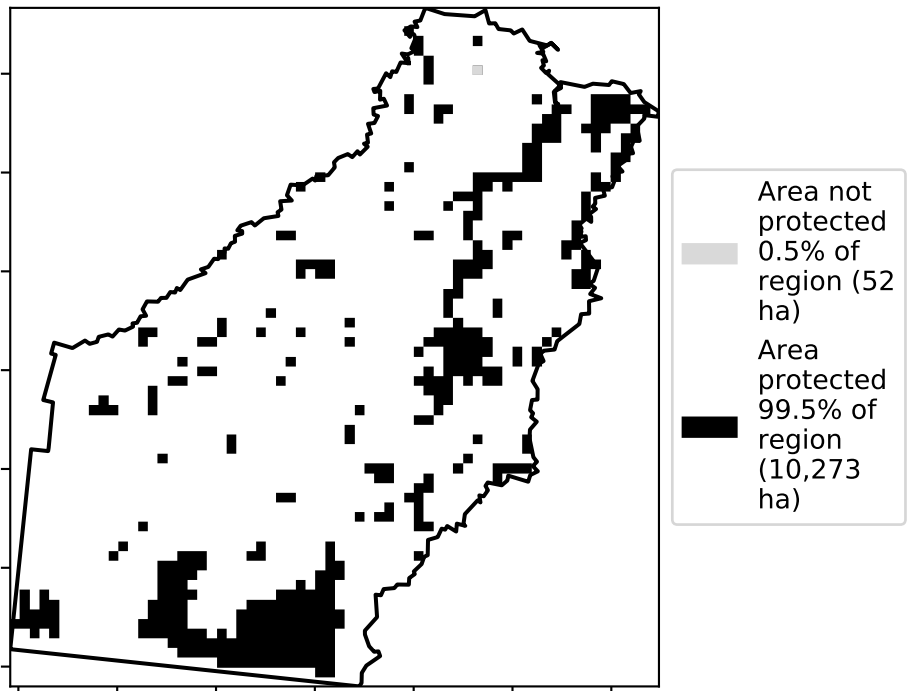 Area not
protected
0.5% of
region (52
ha)
Area
protected
99.5% of
region
(10,273
ha)